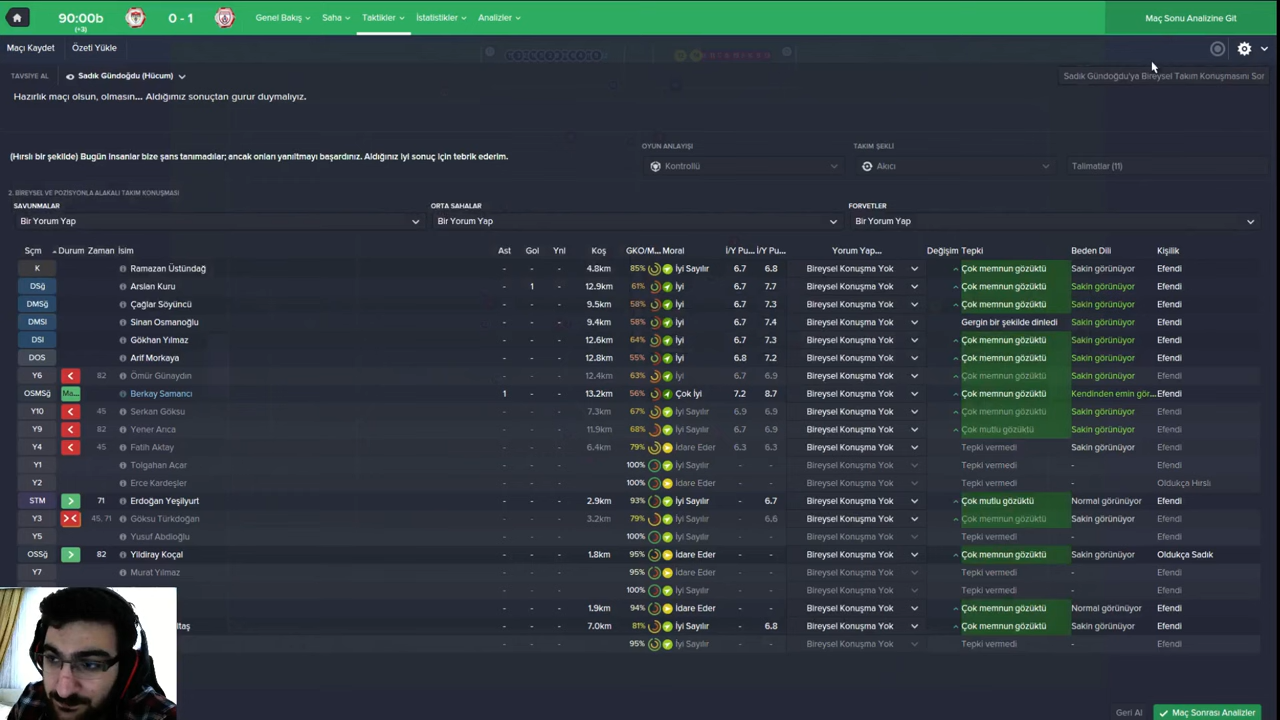 90:00b 0 - 1 Genel Bakış Saha Taktikler İstatistikler Analizler Maç Sonu Analizine Git
(+3)
Maçı Kaydet Özeti Yükle
TAVSİYE AL Sadık Gündoğdu (Hücum) Sadık Gündoğdu'ya Bireysel Takım Konuşmasını Sor
Hazırlık maçı olsun, olmasın... Aldığımız sonuçtan gurur duymalıyız.
OYUN ANLAYIŞI TAKIM ŞEKLİ
(Hırslı bir şekilde) Bugün insanlar bize şans tanımadılar; ancak onları yanıltmayı başardınız. Aldığınız iyi sonuç için tebrik ederim.
Kontrollü Akıcı Talimatlar (11)
2. BİREYSEL VE POZİSYONLA ALAKALI TAKIM KONUŞMASI
SAVUNMALAR ORTA SAHALAR FORVETLER
Bir Yorum Yap Bir Yorum Yap Bir Yorum Yap
Sçm Durum Zaman İsim Ast Gol Ynl Koş GKO/M... Moral İ/Y Pu... İ/Y Pu... Yorum Yap... Değişim Tepki Beden Dili Kişilik
K Ramazan Üstündağ - - - 4.8km 85% İyi Sayılır 6.7 6.8 Bireysel Konuşma Yok Çok memnun gözüktü Sakin görünüyor Efendi
DSğ Arslan Kuru - 1 - 12.9km 61% İyi 6.7 7.7 Bireysel Konuşma Yok Çok memnun gözüktü Sakin görünüyor Efendi
DMSğ Çağlar Söyüncü - - - 9.5km 58% İyi 6.7 7.3 Bireysel Konuşma Yok Çok memnun gözüktü Sakin görünüyor Efendi
DMSl Sinan Osmanoğlu - - - 9.4km 58% İyi 6.7 7.4 Bireysel Konuşma Yok Gergin bir şekilde dinledi Sakin görünüyor Efendi
DSl Gökhan Yılmaz - - - 12.6km 64% İyi 6.7 7.3 Bireysel Konuşma Yok Çok memnun gözüktü Sakin görünüyor Efendi
DOS Arif Morkaya - - - 12.8km 55% İyi 6.8 7.2 Bireysel Konuşma Yok Çok memnun gözüktü Sakin görünüyor Efendi
Y6 82 Ömür Günaydın - - - 12.4km 63% İyi 6.7 6.9 Bireysel Konuşma Yok Çok memnun gözüktü Sakin görünüyor Efendi
OSMSğ Ma... Berkay Samancı 1 - - 13.2km 56% Çok İyi 7.2 8.7 Bireysel Konuşma Yok Çok memnun gözüktü Kendinden emin gör... Efendi
Y10 45 Serkan Göksu - - - 7.3km 67% İyi Sayılır 6.9 6.9 Bireysel Konuşma Yok Çok memnun gözüktü Sakin görünüyor Efendi
Y9 82 Yener Arıca - - - 11.9km 68% İyi Sayılır 6.7 6.9 Bireysel Konuşma Yok Çok mutlu gözüktü Sakin görünüyor Efendi
Y4 45 Fatih Aktay - - - 6.4km 79% İdare Eder 6.3 6.3 Bireysel Konuşma Yok Tepki vermedi Sakin görünüyor Efendi
Y1 Tolgahan Acar - - - 100% İyi Sayılır - - Bireysel Konuşma Yok Tepki vermedi - Efendi
Y2 Erce Kardeşler - - - 100% İdare Eder - - Bireysel Konuşma Yok Tepki vermedi - Oldukça Hırslı
STM 71 Erdoğan Yeşilyurt - - - 2.9km 93% İyi Sayılır - 6.7 Bireysel Konuşma Yok Çok mutlu gözüktü Normal görünüyor Efendi
Y3 45, 71 Göksu Türkdoğan - - - 3.2km 79% İyi Sayılır - 6.6 Bireysel Konuşma Yok Çok memnun gözüktü Sakin görünüyor Efendi
Y5 Yusuf Abdioğlu - - - 100% İyi Sayılır - - Bireysel Konuşma Yok Tepki vermedi - Efendi
OSSğ 82 Yıldıray Koçal - - - 1.8km 95% İdare Eder - - Bireysel Konuşma Yok Çok memnun gözüktü Sakin görünüyor Oldukça Sadık
Y7 Murat Yılmaz - - - 95% İdare Eder - - Bireysel Konuşma Yok Tepki vermedi - Efendi
- - - 100% İyi Sayılır - - Bireysel Konuşma Yok Tepki vermedi - Efendi
- - - 1.9km 94% İdare Eder - - Bireysel Konuşma Yok Çok memnun gözüktü Normal görünüyor Efendi
- - - 7.0km 81% İyi Sayılır - 6.8 Bireysel Konuşma Yok Çok memnun gözüktü Sakin görünüyor Efendi
- - - 95% İyi Sayılır - - Bireysel Konuşma Yok Tepki vermedi - Efendi
Geri Al Maç Sonrası Analizler